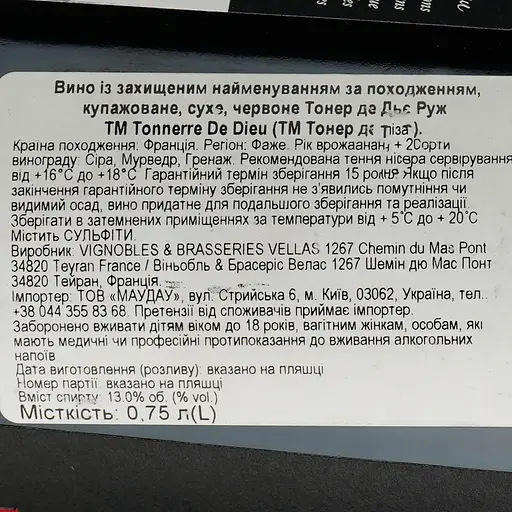 Вино із захищеним найменуванням за походженням,
купажоване, сухе, червоне Тонер де Дьє Руж
ТМ Tonnerre De Dieu (ТМ Тонер
Країна походження: Франція. Регіон: Фаже. Рік
винограду: Сіра, Мурведр, Гренаж. Рекомендована сервірування
від +16°C до +18°C Гарантійний термін зберігання 15 Якщо після
закінчення гарантійного терміну зберігання не з'явились помутніння чи
видимий осад, вино придатне для подальшого зберігання та реалізації.
Зберігати в затемнених приміщеннях за температури від + 5°C до + 20°C
Містить СУЛЬФІТИ.
Виробник: VIGNOBLES & BRASSERIES VELLAS 1267 Chemin du Mas Pont
34820 Teyran France / Віньобль & Брасеріс Велас 1267 Шемін дю Мас Понт
34820 Тейран, Франція.
Імпортер: ТОВ «МАУДАУ», вул. Стрийська 6, м. Київ, 03062, Україна, тел.:
+38 044 355 83 68. Претензії від споживачів приймає імпортер.
Заборонено вживати дітям віком до 18 років, вагітним жінкам, особам, які
мають медичні чи професійні протипоказання до вживання алкогольних
напоїв
Дата виготовлення (розливу): вказано на пляшці
Номер партії: вказано на пляшці
Вміст спирту: 13.0% об. (% vol.)
Місткість: 0,75 л(L)